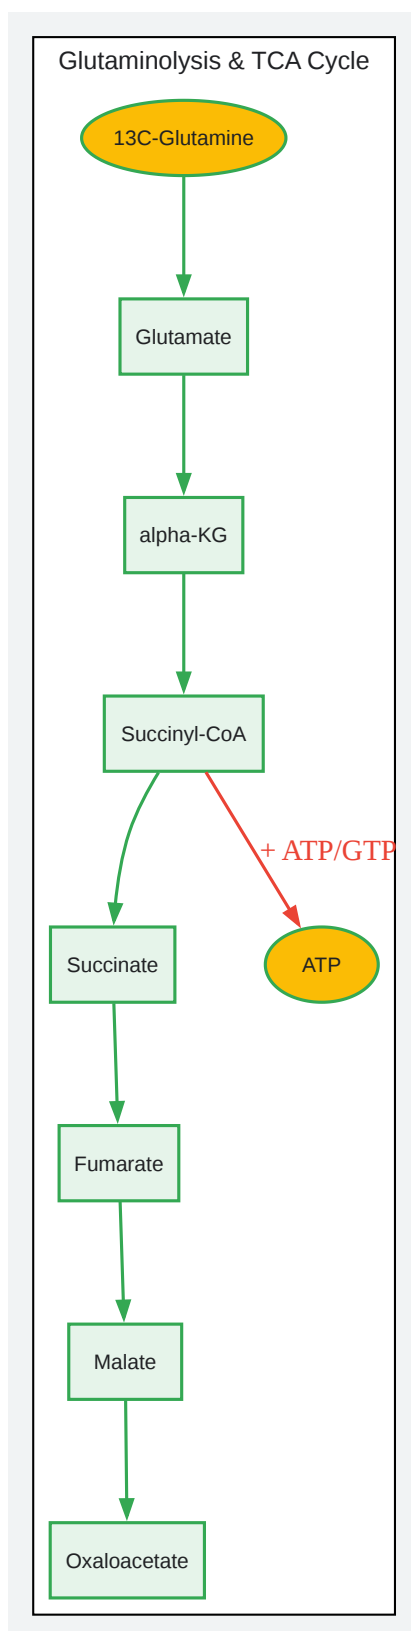 Glutaminolysis & TCA Cycle
13C-Glutamine
Glutamate
alpha-KG
Succinyl-CoA
+ ATP/GTP
Succinate
ATP
Fumarate
Malate
Oxaloacetate